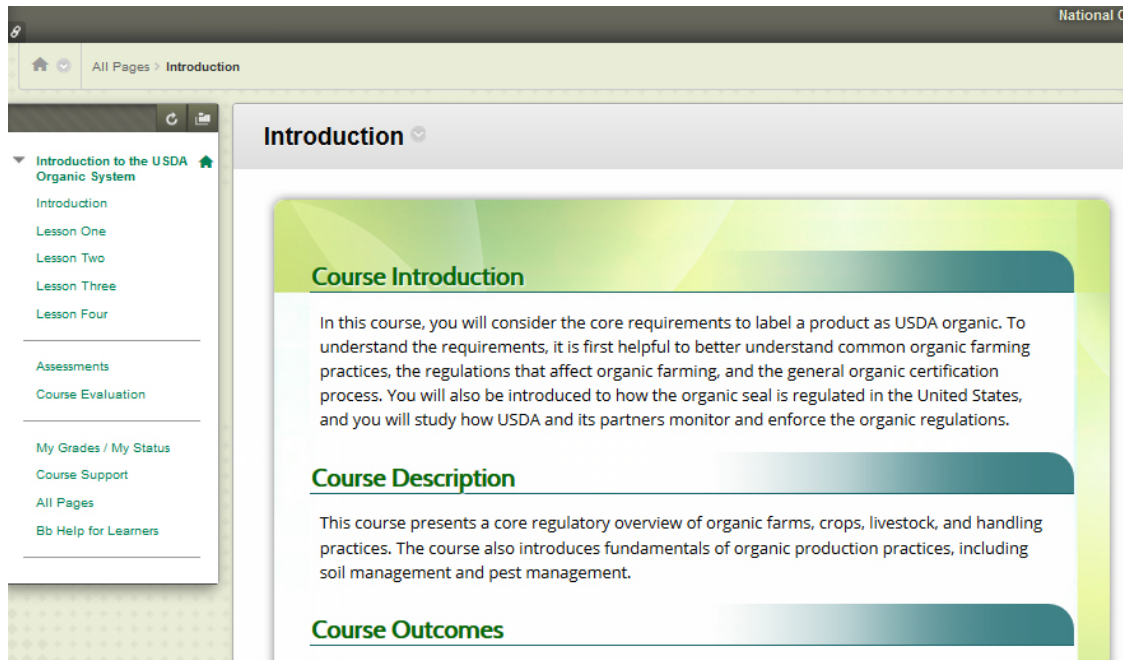 National
All Pages > Introduction
Introduction to the USDA
Organic System
Introduction
Lesson One
Lesson Two
Lesson Three
Lesson Four
Assessments
Course Evaluation
My Grades / My Status
Course Support
All Pages
Bb Help for Learners
Introduction
Course Introduction
In this course, you will consider the core requirements to label a product as USDA organic. To
understand the requirements, it is first helpful to better understand common organic farming
practices, the regulations that affect organic farming, and the general organic certification
process. You will also be introduced to how the organic seal is regulated in the United States,
and you will study how USDA and its partners monitor and enforce the organic regulations.
Course Description
This course presents a core regulatory overview of organic farms, crops, livestock, and handling
practices. The course also introduces fundamentals of organic production practices, including
soil management and pest management.
Course Outcomes